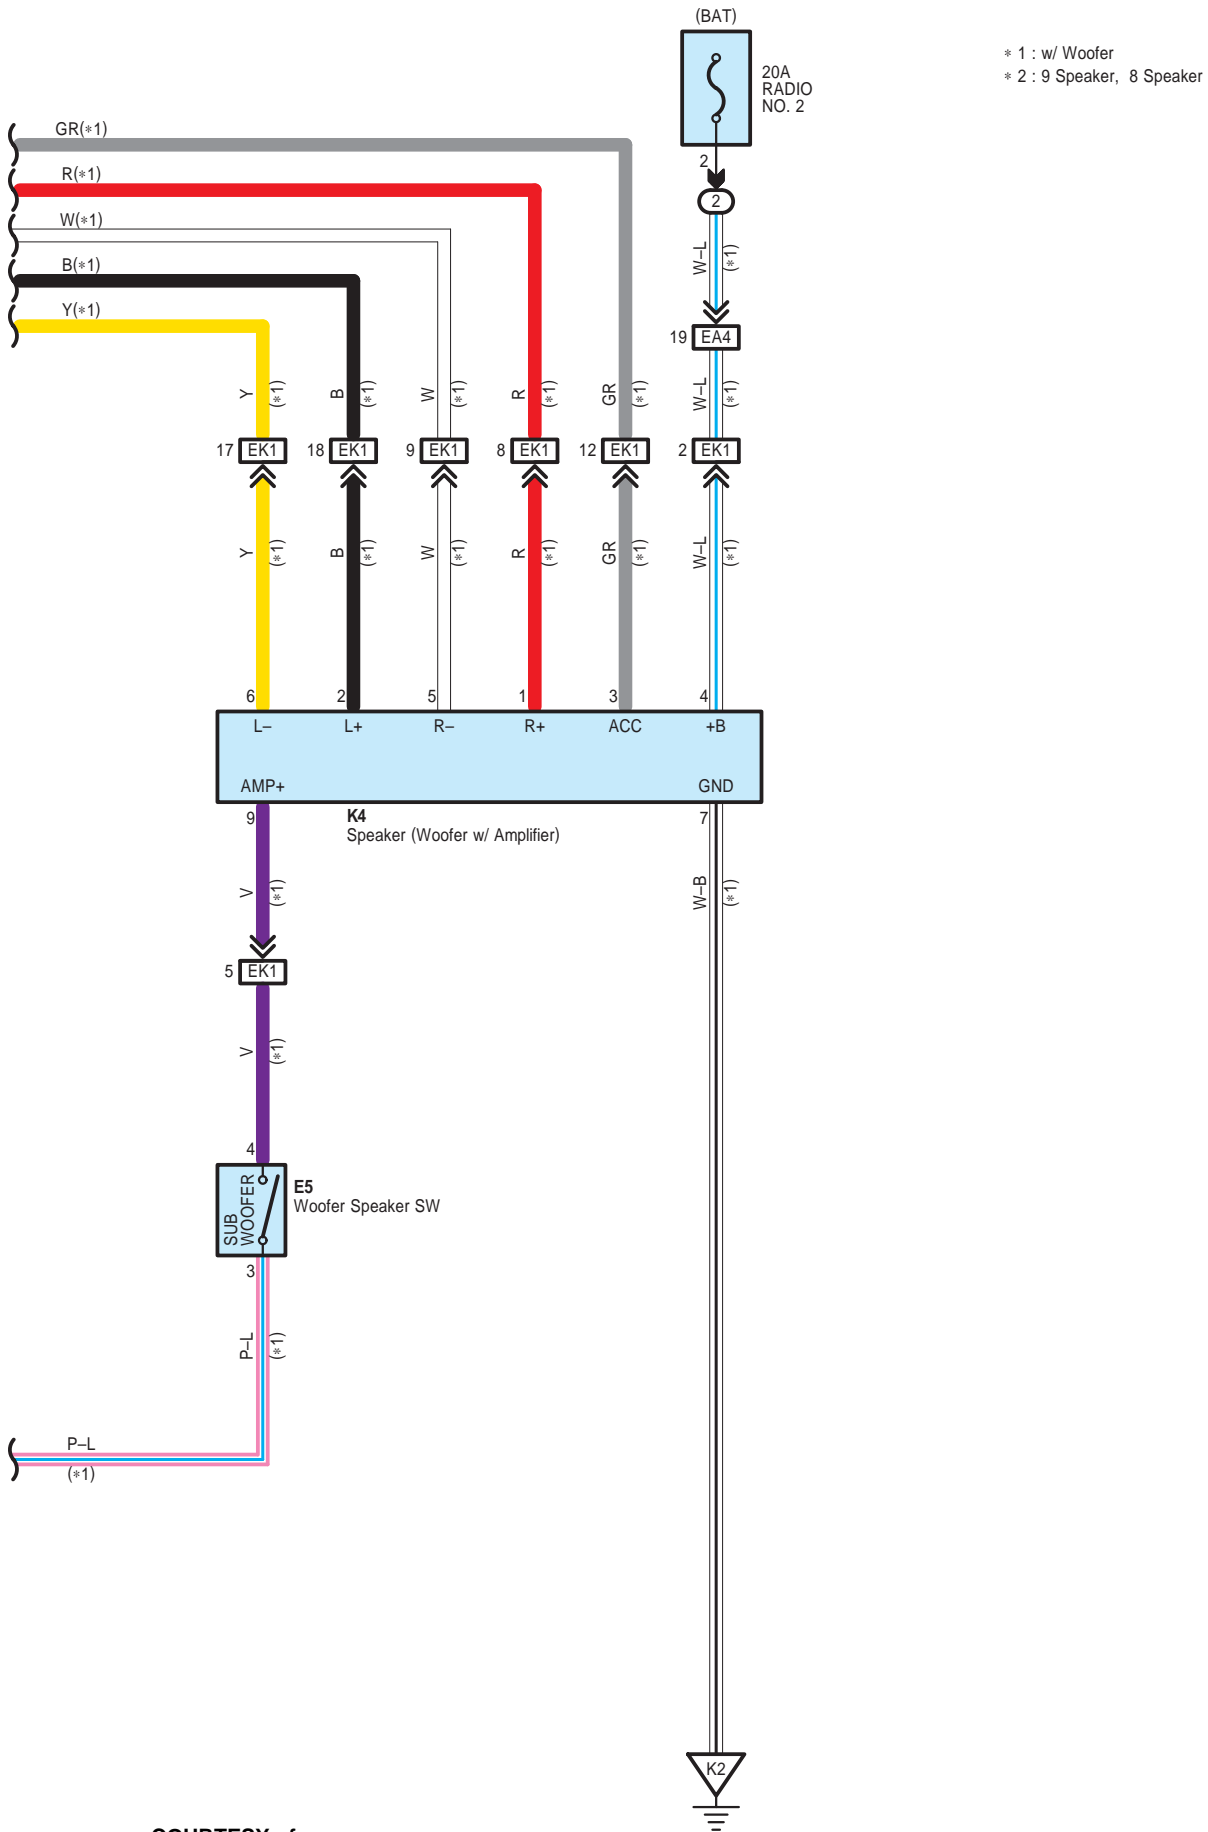 (BAT)
20A
RADIO
NO. 2
∗ 1 : w/ Woofer
∗ 2 : 9 Speaker, 8 Speaker
GR(∗1)
R(∗1)
W(∗1)
B(∗1)
Y(∗1)
2
2
W–L
(∗1)
19 EA4
Y
(∗1)
B
(∗1)
W
(∗1)
R
(∗1)
GR
(∗1)
W–L
(∗1)
17 EK1
18 EK1
9 EK1
8 EK1
12 EK1
2 EK1
Y
(∗1)
B
(∗1)
W
(∗1)
R
(∗1)
GR
(∗1)
W–L
(∗1)
6 2 5 1 3 4
L– L+ R– R+ ACC +B
AMP+ GND
9
K4
7
Speaker (Woofer w/ Amplifier)
V
(∗1)
W–B
(∗1)
5 EK1
V
(∗1)
4
SUB
WOOFER
E5
Woofer Speaker SW
3
P–L
(∗1)
P–L
(∗1)
K2